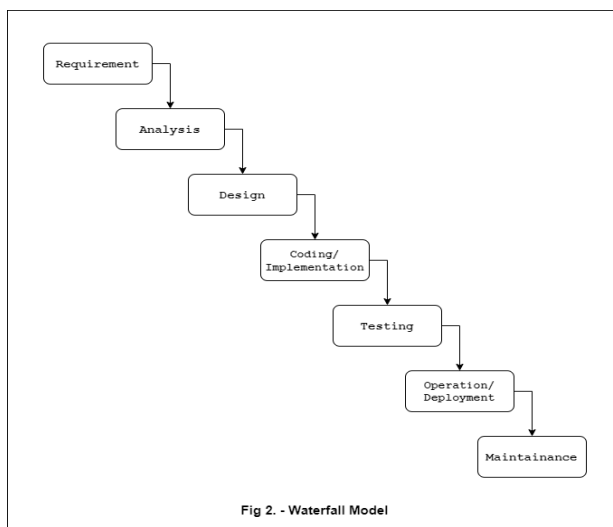 Requirement
Analysis
Design
Coding/
Implementation
Testing
Operation/
Deployment
Maintainance
Fig 2. - Waterfall Model